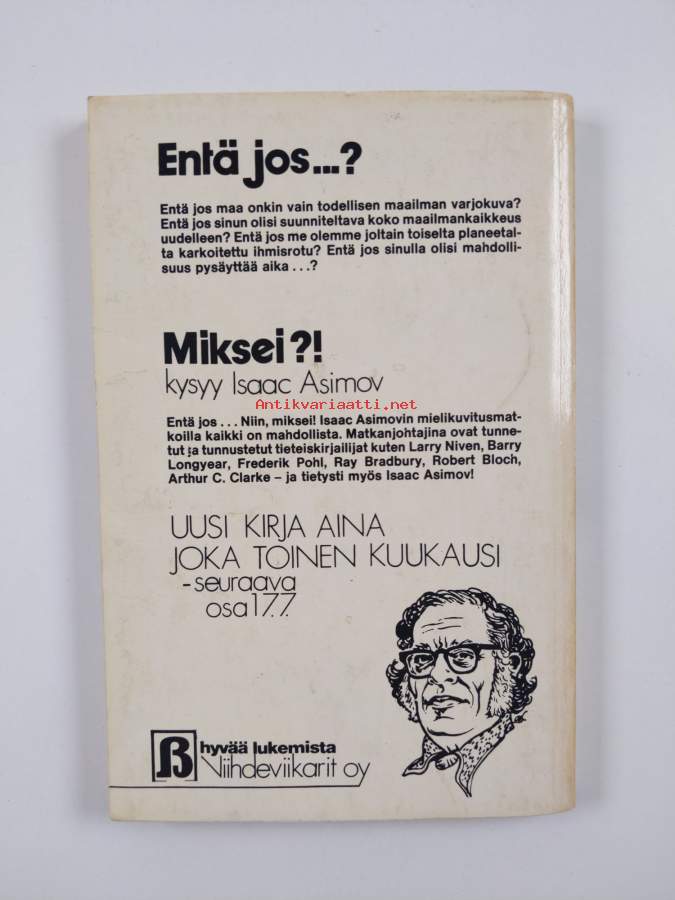 Entä jos...?
Entä jos maa onkin vain todellisen maailman varjokuva?
Entä jos sinun olisi suunniteltava koko maailmankaikkeus
uudelleen? Entä jos me olemme joltain toiselta planeetal-
ta karkoitettu ihmisrotu? Entä jos sinulla olisi mahdolli-
suus pysäyttää aika ...?
Miksei?!
kysyy Isaac Asimov
Antikvariaatti.net
Entä jos ... Niin, miksei! Isaac Asimovin mielikuvitusmat-
koilla kaikki on mahdollista. Matkanjohtajina ovat tunne-
tut ja tunnustetut tieteiskirjailijat kuten Larry Niven, Barry
Longyear, Frederik Pohl, Ray Bradbury, Robert Bloch,
Arthur C. Clarke – ja tietysti myös Isaac Asimov!
UUSI KIRJA AINA
JOKA TOINEN KUUKAUSI
-seuraava
osa 17.7.
hyvää lukemista
Viihdeviikarit oy